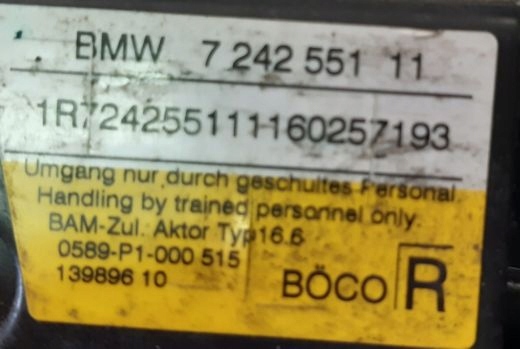 BMW 7 242 551 11
1R724255111160257193
Umgang nur durch geschultes Personal
Handling by trained personnel only.
BAM-Zul. Aktor Typ16.6
0589-P1-000 515
139896 10
BÖCO R